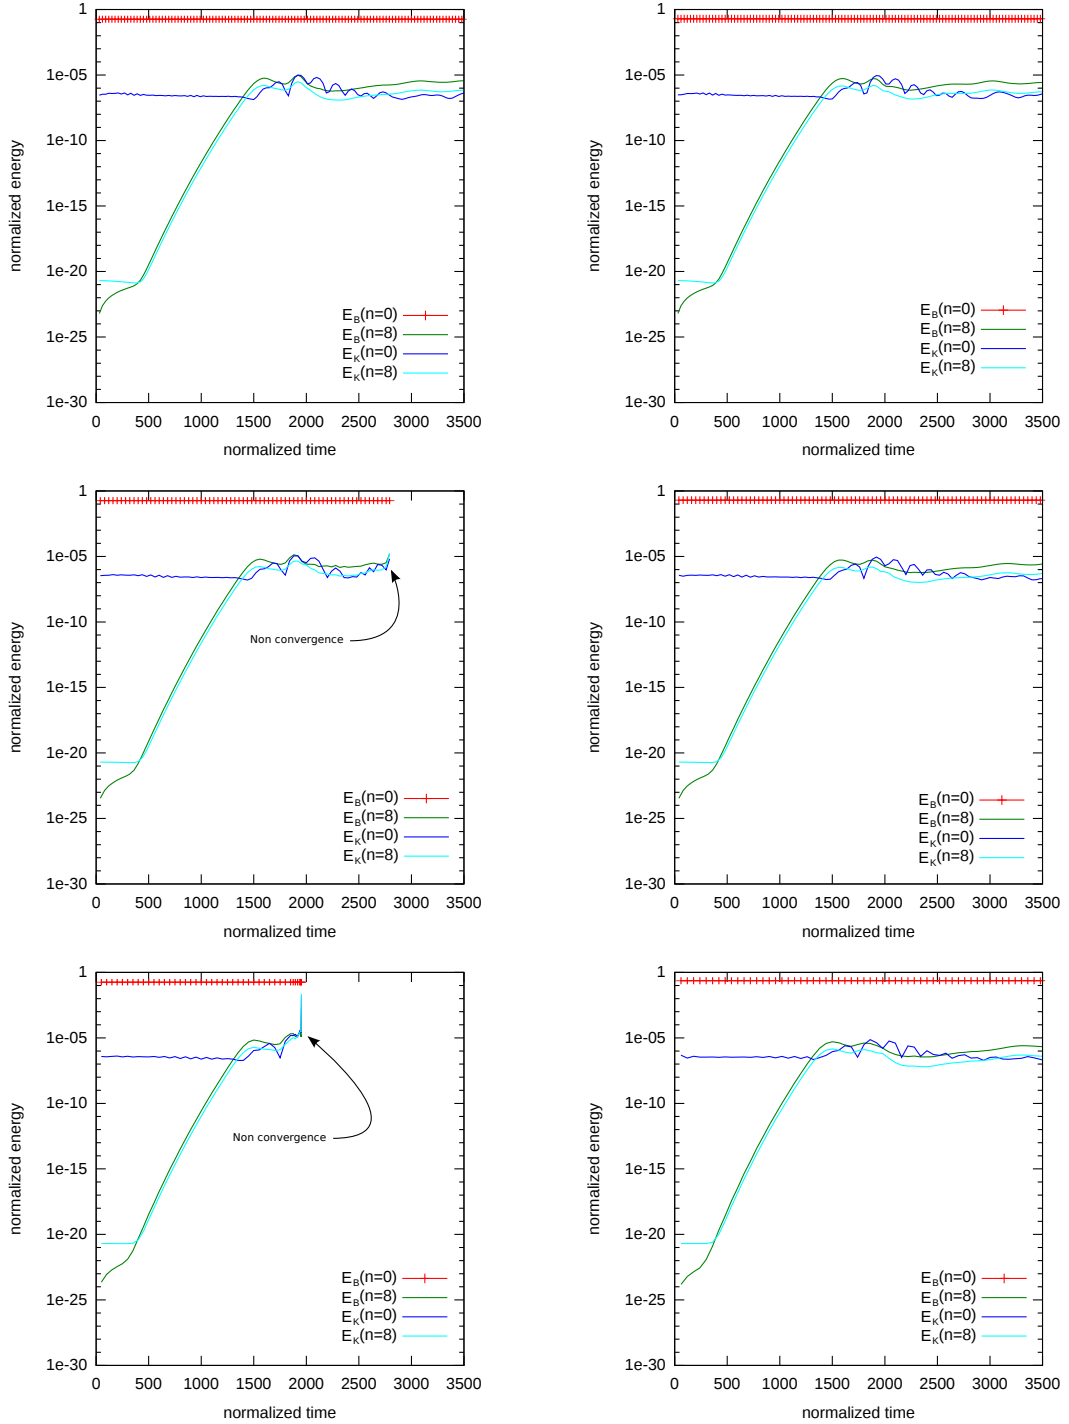 1
1e-05
1e-10
1e-15
1e-20
1e-25
1e-30
0 500 1000 1500 2000 2500 3000 3500
normalized energy
normalized time
E_B(n=0)
E_B(n=8)
E_K(n=0)
E_K(n=8)
1
1e-05
1e-10
1e-15
1e-20
1e-25
1e-30
0 500 1000 1500 2000 2500 3000 3500
normalized energy
normalized time
E_B(n=0)
E_B(n=8)
E_K(n=0)
E_K(n=8)
1
1e-05
1e-10
1e-15
1e-20
1e-25
1e-30
0 500 1000 1500 2000 2500 3000 3500
normalized energy
normalized time
Non convergence
E_B(n=0)
E_B(n=8)
E_K(n=0)
E_K(n=8)
1
1e-05
1e-10
1e-15
1e-20
1e-25
1e-30
0 500 1000 1500 2000 2500 3000 3500
normalized energy
normalized time
E_B(n=0)
E_B(n=8)
E_K(n=0)
E_K(n=8)
1
1e-05
1e-10
1e-15
1e-20
1e-25
1e-30
0 500 1000 1500 2000 2500 3000 3500
normalized energy
normalized time
Non convergence
E_B(n=0)
E_B(n=8)
E_K(n=0)
E_K(n=8)
1
1e-05
1e-10
1e-15
1e-20
1e-25
1e-30
0 500 1000 1500 2000 2500 3000 3500
normalized energy
normalized time
E_B(n=0)
E_B(n=8)
E_K(n=0)
E_K(n=8)